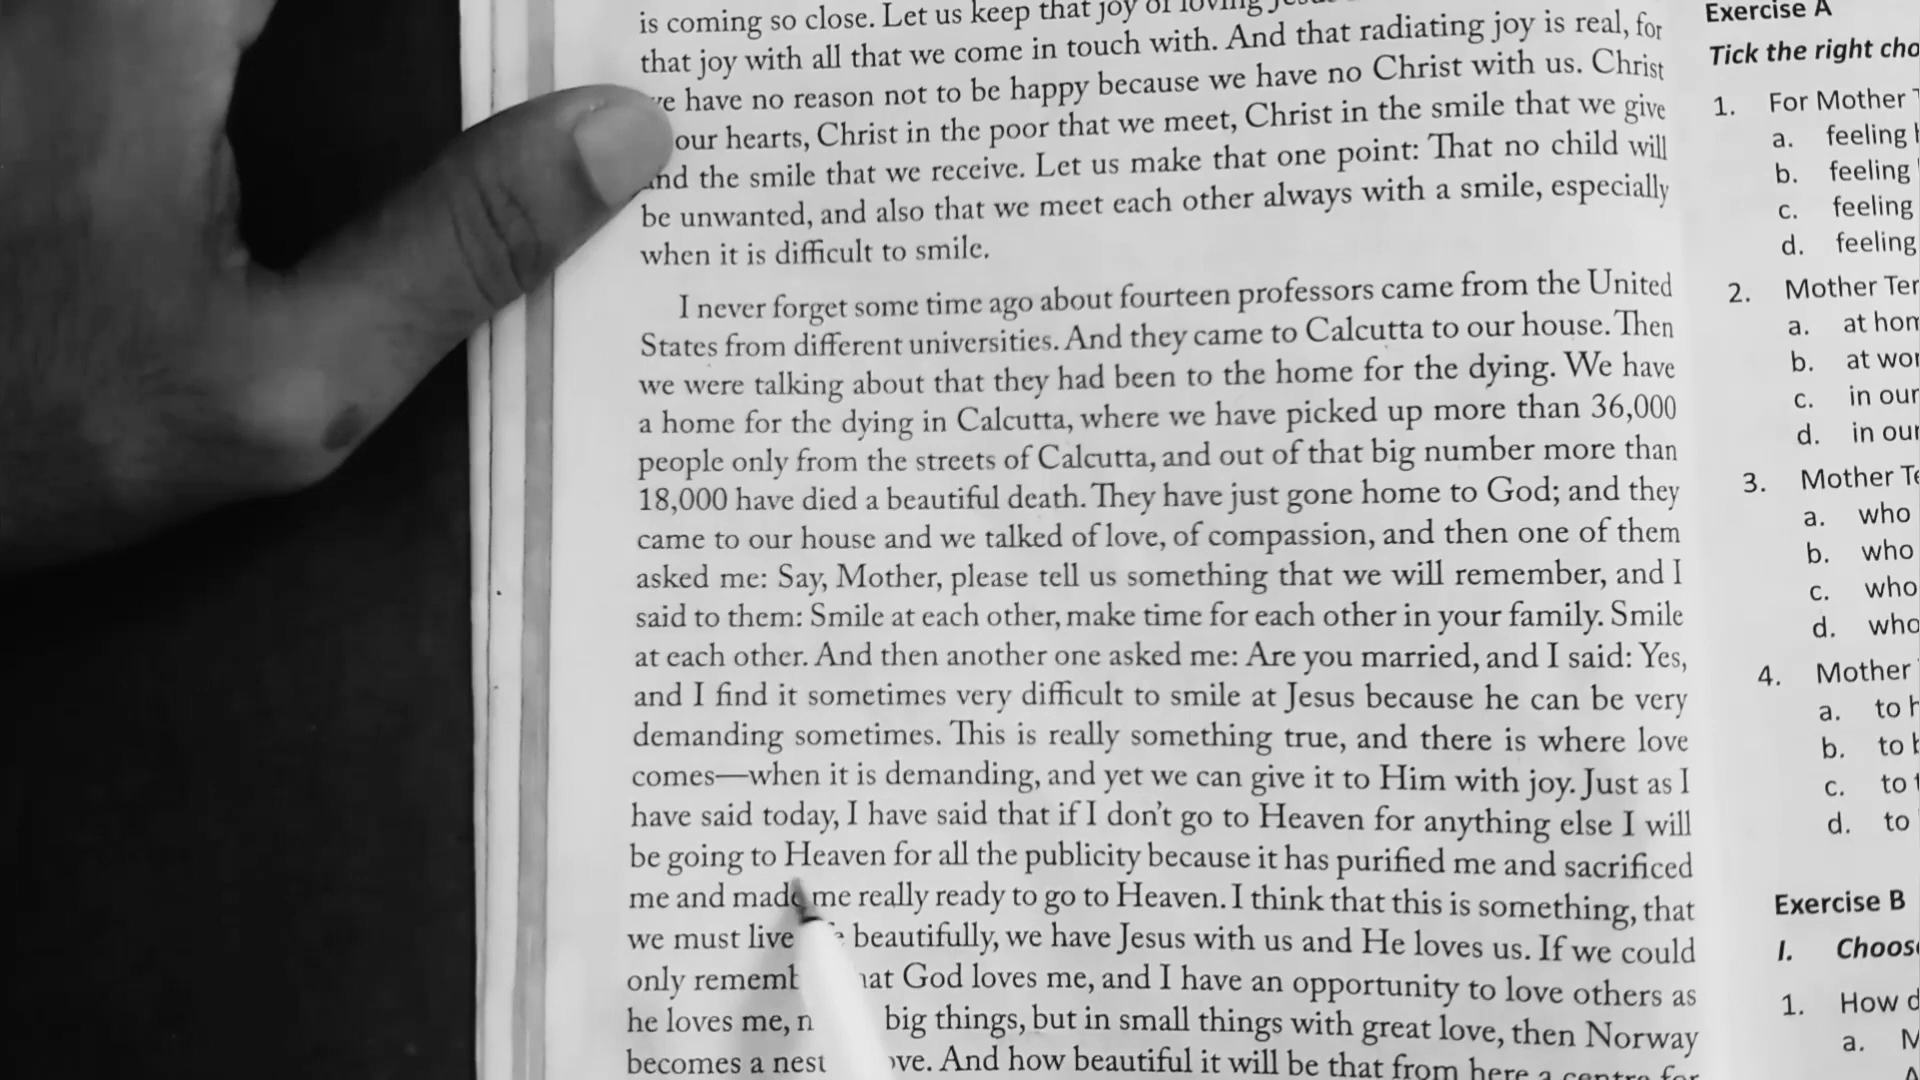 is coming so close. Let us keep that joy of loving
that joy with all that we come in touch with. And that radiating joy is real, for
have no reason not to be happy because we have no Christ with us. Christ
our hearts, Christ in the poor that we meet, Christ in the smile that we give
and the smile that we receive. Let us make that one point: That no child will
be unwanted, and also that we meet each other always with a smile, especially
when it is difficult to smile.
I never forget some time ago about fourteen professors came from the United
States from different universities. And they came to Calcutta to our house. Then
we were talking about that they had been to the home for the dying. We have
a home for the dying in Calcutta, where we have picked up more than 36,000
people only from the streets of Calcutta, and out of that big number more than
18,000 have died a beautiful death. They have just gone home to God; and they
came to our house and we talked of love, of compassion, and then one of them
asked me: Say, Mother, please tell us something that we will remember, and I
said to them: Smile at each other, make time for each other in your family. Smile
at each other. And then another one asked me: Are you married, and I said: Yes,
and I find it sometimes very difficult to smile at Jesus because he can be very
demanding sometimes. This is really something true, and there is where love
comes—when it is demanding, and yet we can give it to Him with joy. Just as I
have said today, I have said that if I don't go to Heaven for anything else I will
be going to Heaven for all the publicity because it has purified me and sacrificed
me and made me really ready to go to Heaven. I think that this is something, that
we must live beautifully, we have Jesus with us and He loves us. If we could
only God loves me, and I have an opportunity to love others as
he loves me, big things, but in small things with great love, then Norway
becomes a nest And how beautiful it will be that from here a centre for
Exercise A
Tick the right
1. For Mother
a. feeling
b. feeling
c. feeling
d. feeling
2. Mother
a. at
b. at
c. in our
d. in our
3. Mother
a. who
b. who
c. who
d. who
4. Mother
a. to
b. to
c. to
d. to
Exercise B
I.
1. How
a.